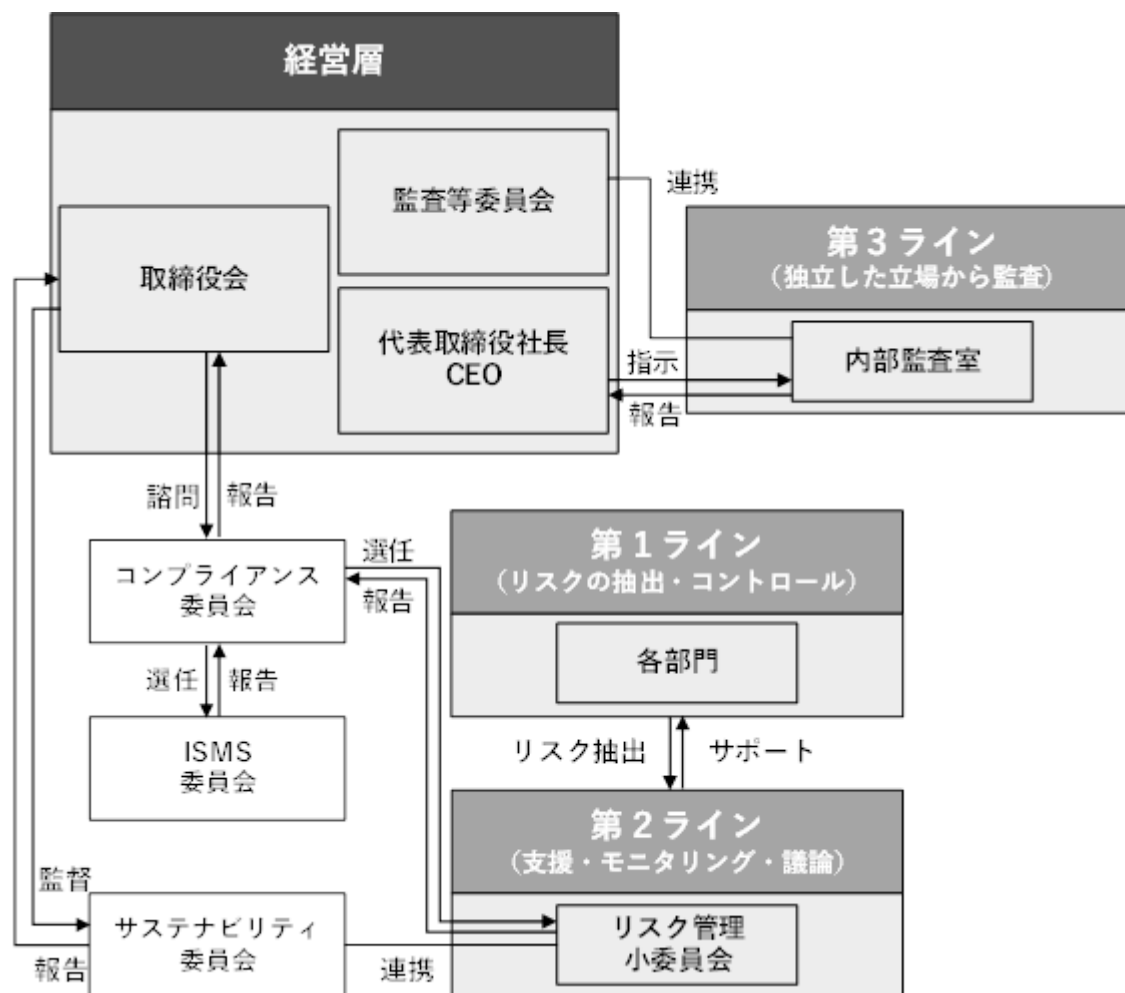 経営層
監査等委員会
連携
第3ライン
（独立した立場から監査）
取締役会
代表取締役社長
CEO
指示
内部監査室
報告
諮問
報告
コンプライアンス
委員会
選任
報告
第1ライン
（リスクの抽出・コントロール）
各部門
選任
報告
ISMS
委員会
リスク抽出
サポート
第2ライン
（支援・モニタリング・議論）
監督
サステナビリティ
委員会
報告
連携
リスク管理
小委員会